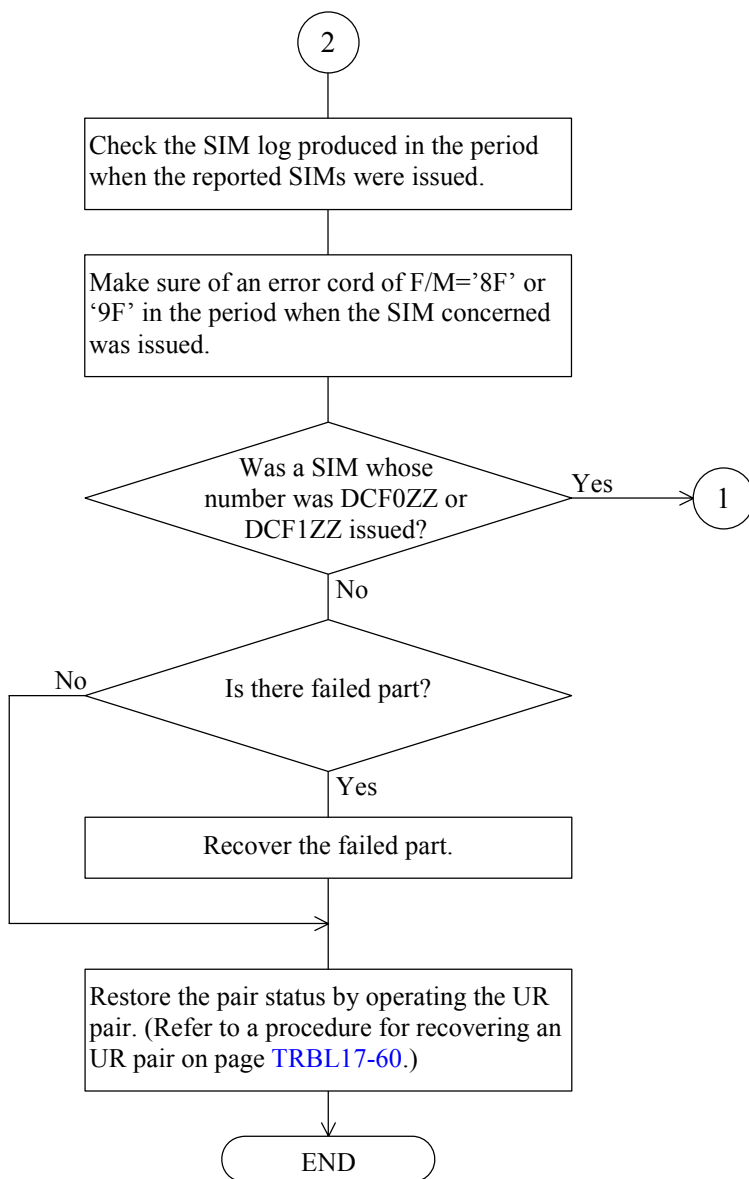 2
Check the SIM log produced in the period
when the reported SIMs were issued.
Make sure of an error cord of F/M=’8F’ or
‘9F’ in the period when the SIM concerned
was issued.
Was a SIM whose
number was DCF0ZZ or
DCF1ZZ issued?
Yes
1
No
Is there failed part?
No
Yes
Recover the failed part.
Restore the pair status by operating the UR
pair. (Refer to a procedure for recovering an
UR pair on page TRBL17-60.)
END